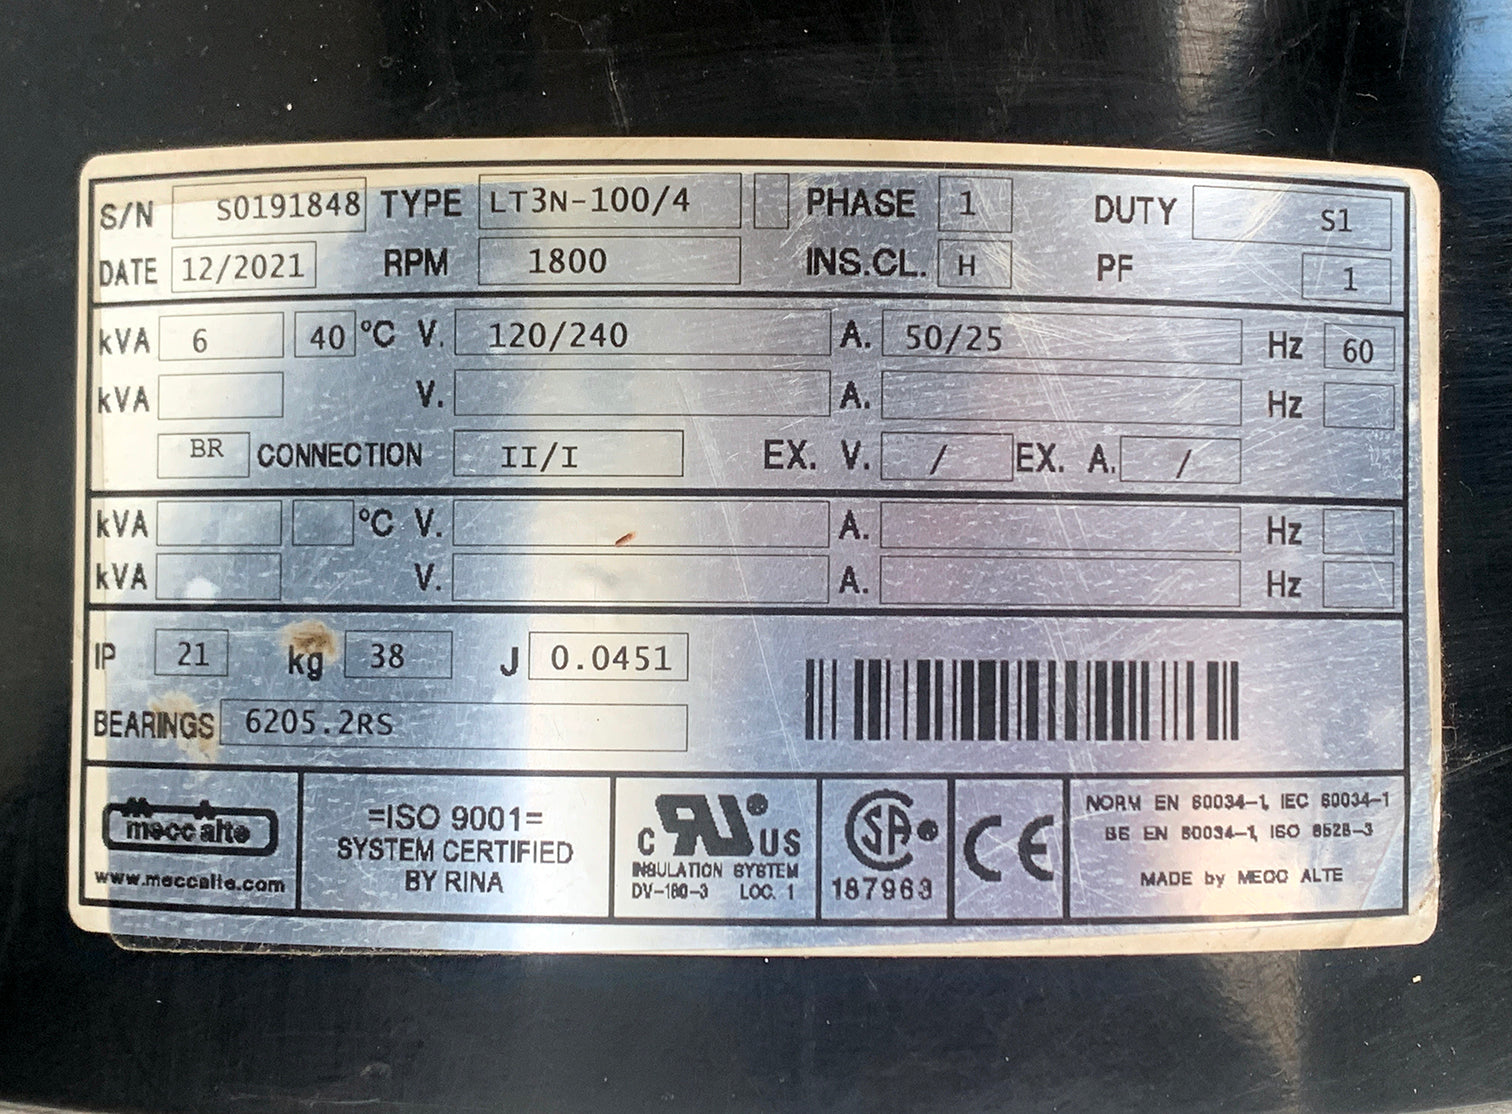 S/N S0191848 TYPE LT3N-100/4 PHASE 1 DUTY S1
DATE 12/2021 RPM 1800 INS.CL. H PF 1
kVA 6 40 °C V. 120/240 A. 50/25 Hz 60
kVA V. A. Hz
BR CONNECTION II/I EX. V. / EX. A. /
kVA °C V. A. Hz
kVA V. A. Hz
IP 21 kg 38 J 0.0451
BEARINGS 6205.2RS
mecc alte
www.meccalte.com
=ISO 9001=
SYSTEM CERTIFIED
BY RINA
C RU US
INSULATION SYSTEM
DV-180-3 LOC. 1
SA
187963
CE
NORM EN 60034-1, IEC 60034-1
BS EN 60034-1, ISO 8528-3
MADE by MECC ALTE